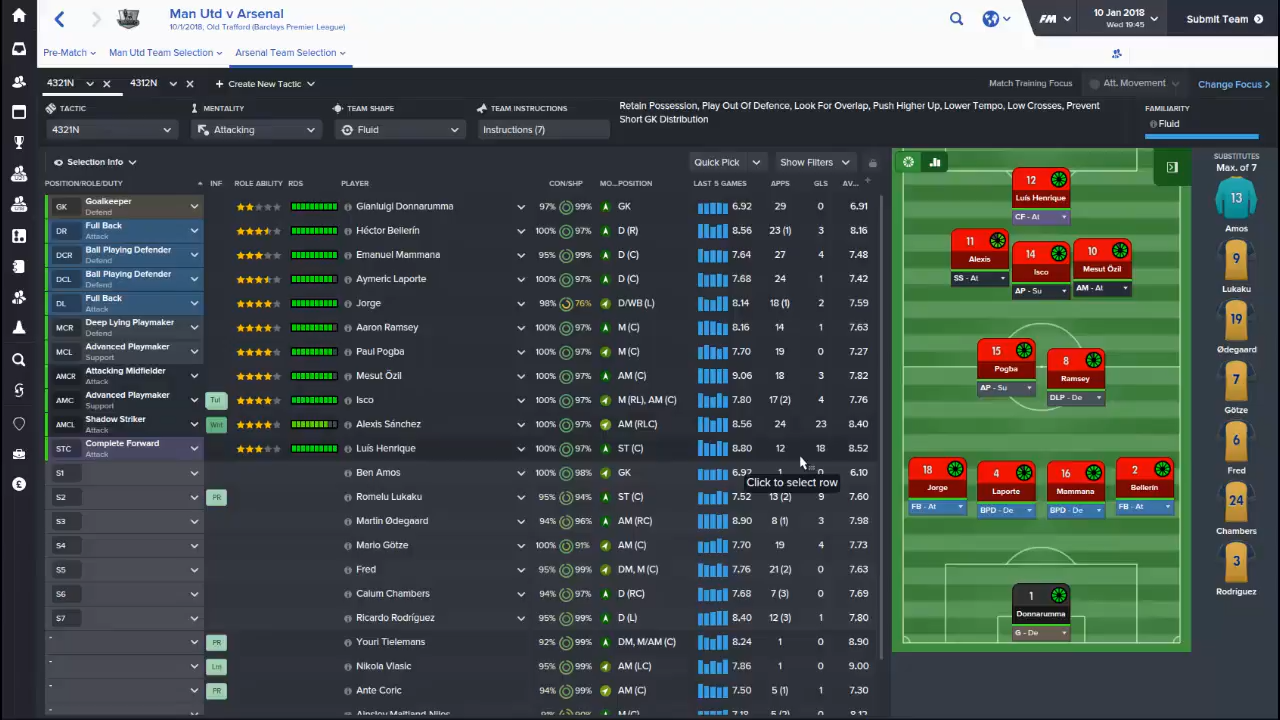 Man Utd v Arsenal
10/1/2018, Old Trafford (Barclays Premier League)
FM
10 Jan 2018
Wed 19:45
Submit Team
Pre-Match
Man Utd Team Selection
Arsenal Team Selection
4321N
4312N
+ Create New Tactic
Match Training Focus
Att. Movement
Change Focus >
TACTIC
MENTALITY
TEAM SHAPE
TEAM INSTRUCTIONS
Retain Possession, Play Out Of Defence, Look For Overlap, Push Higher Up, Lower Tempo, Low Crosses, Prevent
Short GK Distribution
FAMILIARITY
Fluid
4321N
Attacking
Fluid
Instructions (7)
Selection Info
Quick Pick
Show Filters
POSITION/ROLE/DUTY INF ROLE ABILITY RDS PLAYER CON/SHP MO... POSITION LAST 5 GAMES APPS GLS AV...
GK Goalkeeper Defend Gianluigi Donnarumma 97% 99% GK 6.92 29 0 6.91
DR Full Back Attack Héctor Bellerín 100% 97% D (R) 8.56 23 (1) 3 8.16
DCR Ball Playing Defender Defend Emanuel Mammana 95% 99% D (C) 7.64 27 4 7.48
DCL Ball Playing Defender Defend Aymeric Laporte 100% 97% D (C) 7.68 24 1 7.42
DL Full Back Attack Jorge 98% 76% D/WB (L) 8.14 18 (1) 2 7.59
MCR Deep Lying Playmaker Defend Aaron Ramsey 100% 97% M (C) 8.16 14 1 7.63
MCL Advanced Playmaker Support Paul Pogba 100% 97% M (C) 7.70 19 0 7.27
AMCR Attacking Midfielder Attack Mesut Özil 100% 97% AM (C) 9.06 18 3 7.82
AMC Advanced Playmaker Support Tui Isco 100% 97% M (RL), AM (C) 7.80 17 (2) 4 7.76
AMCL Shadow Striker Attack Wnt Alexis Sánchez 100% 97% AM (RLC) 8.56 24 23 8.40
STC Complete Forward Attack Luís Henrique 100% 97% ST (C) 8.80 12 18 8.52
S1 Ben Amos 100% 98% GK 6.92 1 6.10
S2 PR Romelu Lukaku 95% 94% ST (C) 7.52 13 (2) 9 7.60
S3 Martin Ødegaard 94% 96% AM (RC) 8.90 8 (1) 3 7.98
S4 Mario Götze 100% 91% AM (C) 7.70 19 4 7.73
S5 Fred 95% 99% DM, M (C) 7.76 21 (2) 0 7.63
S6 Calum Chambers 94% 97% D (RC) 7.68 7 (3) 0 7.69
S7 Ricardo Rodríguez 94% 99% D (L) 8.40 12 (3) 1 7.80
- PR Youri Tielemans 92% 99% DM, M/AM (C) 8.24 1 0 8.90
- Lrn Nikola Vlasic 95% 99% AM (LC) 7.86 1 0 9.00
- PR Ante Coric 94% 99% AM (C) 7.50 5 (1) 1 7.30
Click to select row
12
Luís Henrique
CF - At
11
Alexis
SS - At
14
Isco
AP - Su
10
Mesut Özil
AM - At
15
Pogba
AP - Su
8
Ramsey
DLP - De
18
Jorge
FB - At
4
Laporte
BPD - De
16
Mammana
BPD - De
2
Bellerín
FB - At
1
Donnarumma
G - De
SUBSTITUTES
Max. of 7
13
Amos
9
Lukaku
19
Ødegaard
7
Götze
6
Fred
24
Chambers
3
Rodríguez